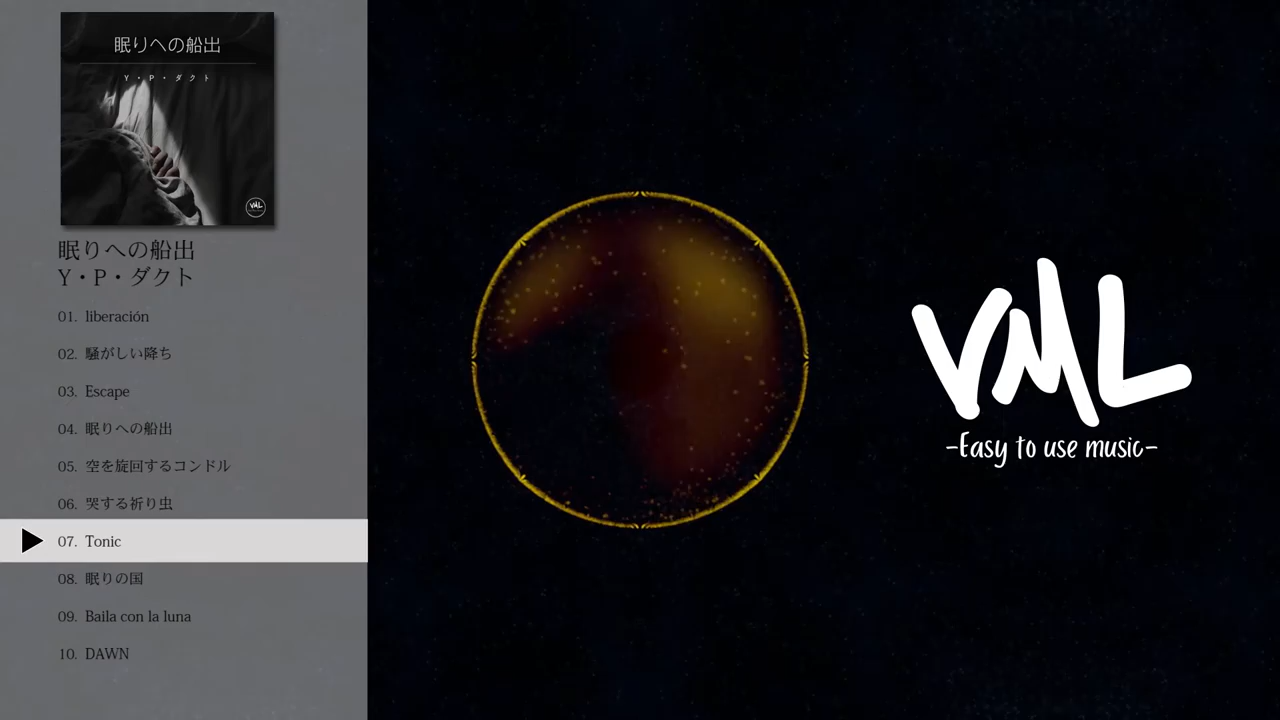 眠りへの船出
Y・P・ダクト
VML
眠りへの船出
Y・P・ダクト
01. liberación
02. 騒がしい降ち
03. Escape
04. 眠りへの船出
05. 空を旋回するコンドル
06. 哭する祈り虫
07. Tonic
08. 眠りの国
09. Baila con la luna
10. DAWN
VML
-Easy to use music-